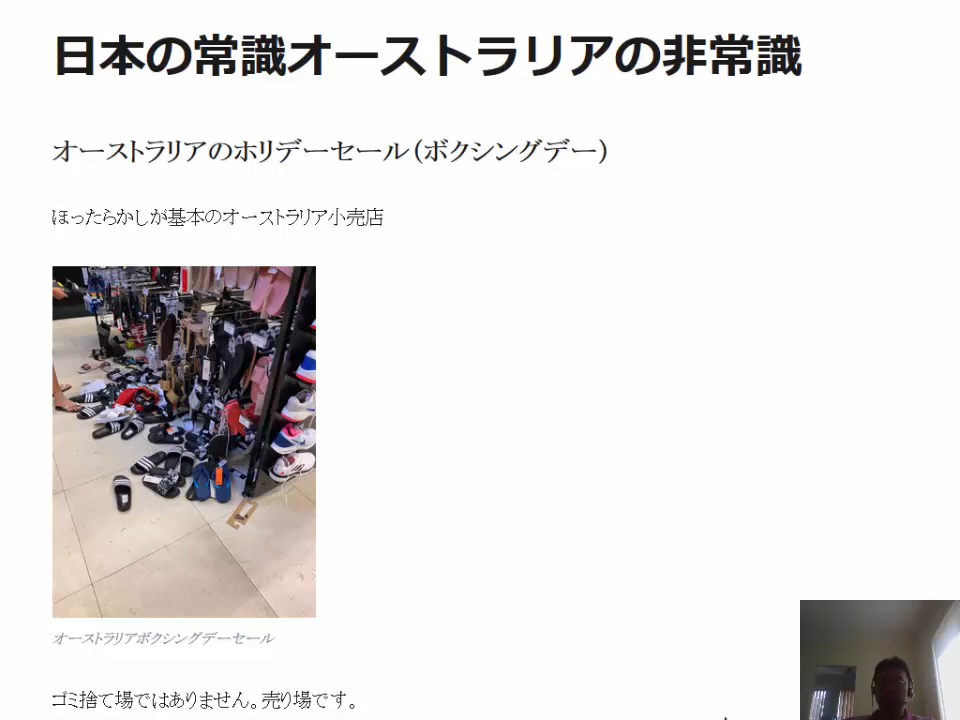 日本の常識オーストラリアの非常識
オーストラリアのホリデーセール(ボクシングデー)
ほったらかしが基本のオーストラリア小売店
オーストラリアボクシングデーセール
ゴミ捨て場ではありません。売り場です。